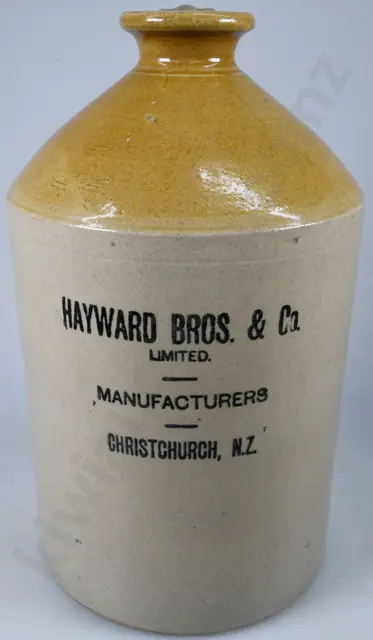 HAYWARD BROS. & Co.
LIMITED.
MANUFACTURERS
CHRISTCHURCH, N.Z.